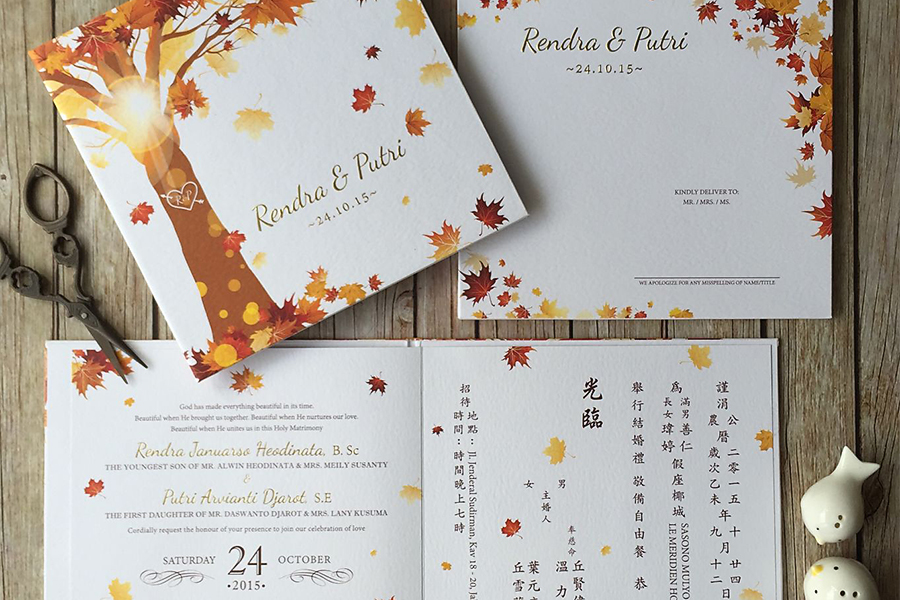 Rendra & Putri
~24.10.15~
R & P
Rendra & Putri
~24.10.15~
KINDLY DELIVER TO:
MR. / MRS. / MS.
WE APOLOGIZE FOR ANY MISSPELLING OF NAME/TITLE
God has made everything beautiful in its time.
Beautiful when He brought us together. Beautiful when He nurtures our love.
Beautiful when He unites us in this Holy Matrimony
Rendra Januarso Heodinata, B. Sc
THE YOUNGEST SON OF MR. ALWIN HEODINATA & MRS. MEILY SUSANTY
&
Putri Arvianti Djarot, S.E
THE FIRST DAUGHTER OF MR. DASWANTO DJAROT & MRS. LANY KUSUMA
Cordially request the honour of your presence to join our celebration of love
SATURDAY 24 OCTOBER
•2015•
謹涓 公曆 二零一五年十月廿四日
農歲次乙未年九月十二
為 滿男善仁
長女瑋婷 假座椰城 SASONO MULYO
LE MERIDIEN HO
舉行結婚禮 敬備自由餐 恭
光臨
男
女 主婚人
奉慈命
溫力
丘賢
葉元
丘雪
地點：Jl. Jenderal Sudirman, Kav 18 - 20, Ja
時間：時間晚上七時
招待